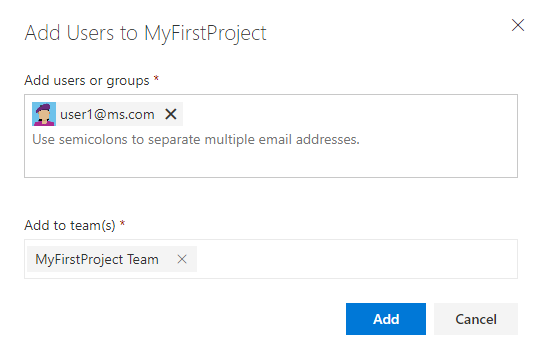 Add Users to MyFirstProject
Add users or groups *
user1@ms.com
Use semicolons to separate multiple email addresses.
Add to team(s) *
MyFirstProject Team
Add Cancel